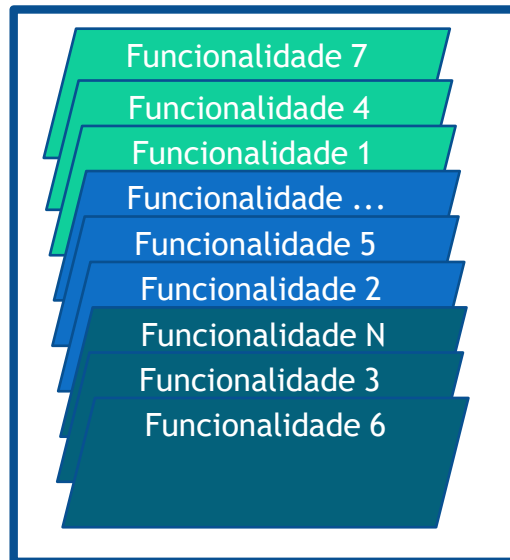 Funcionalidade 7
Funcionalidade 4
Funcionalidade 1
Funcionalidade ...
Funcionalidade 5
Funcionalidade 2
Funcionalidade N
Funcionalidade 3
Funcionalidade 6